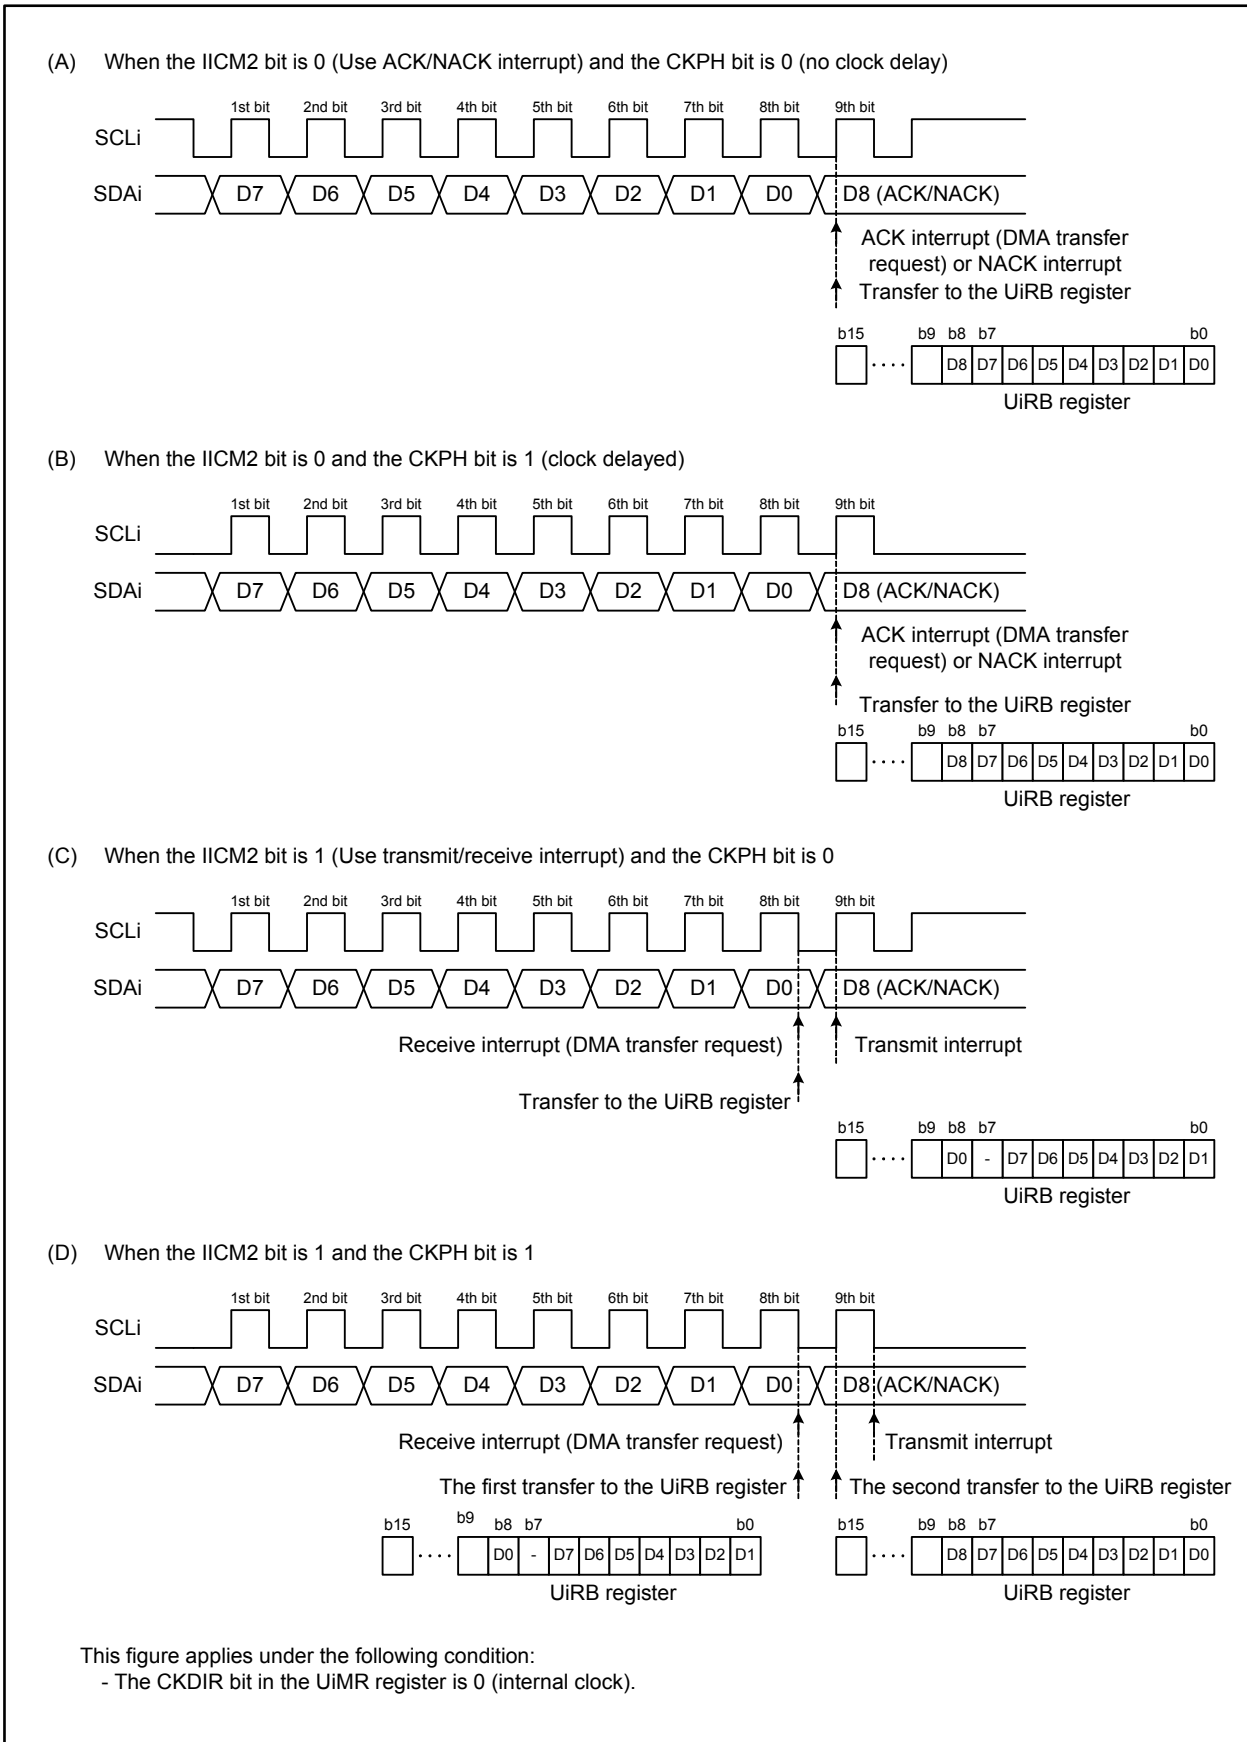 (A) When the IICM2 bit is 0 (Use ACK/NACK interrupt) and the CKPH bit is 0 (no clock delay)
1st bit 2nd bit 3rd bit 4th bit 5th bit 6th bit 7th bit 8th bit 9th bit
SCLi
SDAi D7 D6 D5 D4 D3 D2 D1 D0 D8 (ACK/NACK)
ACK interrupt (DMA transfer
request) or NACK interrupt
Transfer to the UiRB register
b15 b9 b8 b7 b0
· · · · D8 D7 D6 D5 D4 D3 D2 D1 D0
UiRB register
(B) When the IICM2 bit is 0 and the CKPH bit is 1 (clock delayed)
1st bit 2nd bit 3rd bit 4th bit 5th bit 6th bit 7th bit 8th bit 9th bit
SCLi
SDAi D7 D6 D5 D4 D3 D2 D1 D0 D8 (ACK/NACK)
ACK interrupt (DMA transfer
request) or NACK interrupt
Transfer to the UiRB register
b15 b9 b8 b7 b0
· · · · D8 D7 D6 D5 D4 D3 D2 D1 D0
UiRB register
(C) When the IICM2 bit is 1 (Use transmit/receive interrupt) and the CKPH bit is 0
1st bit 2nd bit 3rd bit 4th bit 5th bit 6th bit 7th bit 8th bit 9th bit
SCLi
SDAi D7 D6 D5 D4 D3 D2 D1 D0 D8 (ACK/NACK)
Receive interrupt (DMA transfer request) Transmit interrupt
Transfer to the UiRB register
b15 b9 b8 b7 b0
· · · · D0 - D7 D6 D5 D4 D3 D2 D1
UiRB register
(D) When the IICM2 bit is 1 and the CKPH bit is 1
1st bit 2nd bit 3rd bit 4th bit 5th bit 6th bit 7th bit 8th bit 9th bit
SCLi
SDAi D7 D6 D5 D4 D3 D2 D1 D0 D8 (ACK/NACK)
Receive interrupt (DMA transfer request) Transmit interrupt
The first transfer to the UiRB register The second transfer to the UiRB register
b15 b9 b8 b7 b0 b15 b9 b8 b7 b0
· · · · D0 - D7 D6 D5 D4 D3 D2 D1 · · · · D8 D7 D6 D5 D4 D3 D2 D1 D0
UiRB register UiRB register
This figure applies under the following condition:
- The CKDIR bit in the UiMR register is 0 (internal clock).